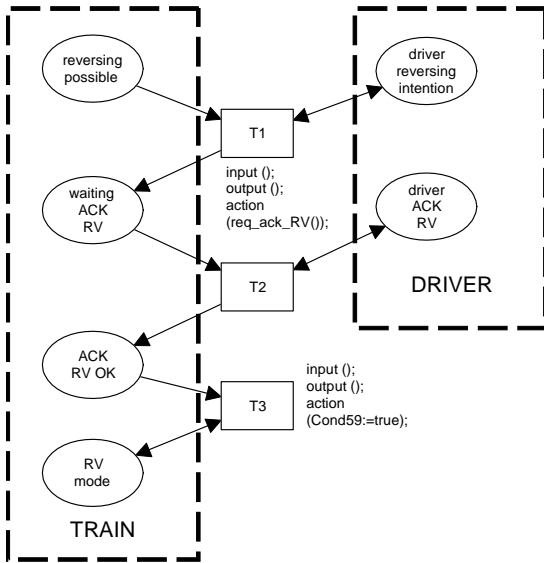 reversing
possible
driver
reversing
intention
T1
input ();
output ();
action
(req_ack_RV());
waiting
ACK
RV
driver
ACK
RV
T2
DRIVER
ACK
RV OK
T3
input ();
output ();
action
(Cond59:=true);
RV
mode
TRAIN